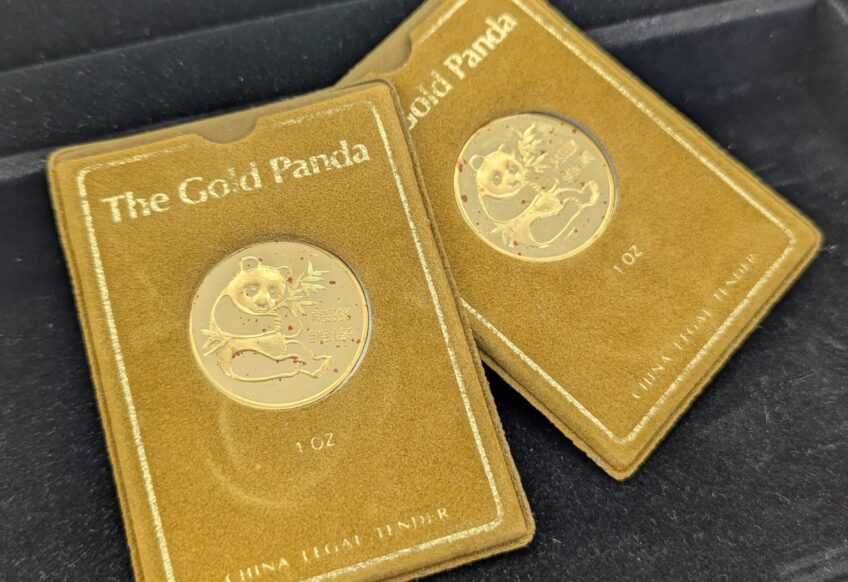 The Gold Panda
1 OZ
CHINA LEGAL TENDER
Gold Panda
1 OZ
CHINA LEGAL TENDER